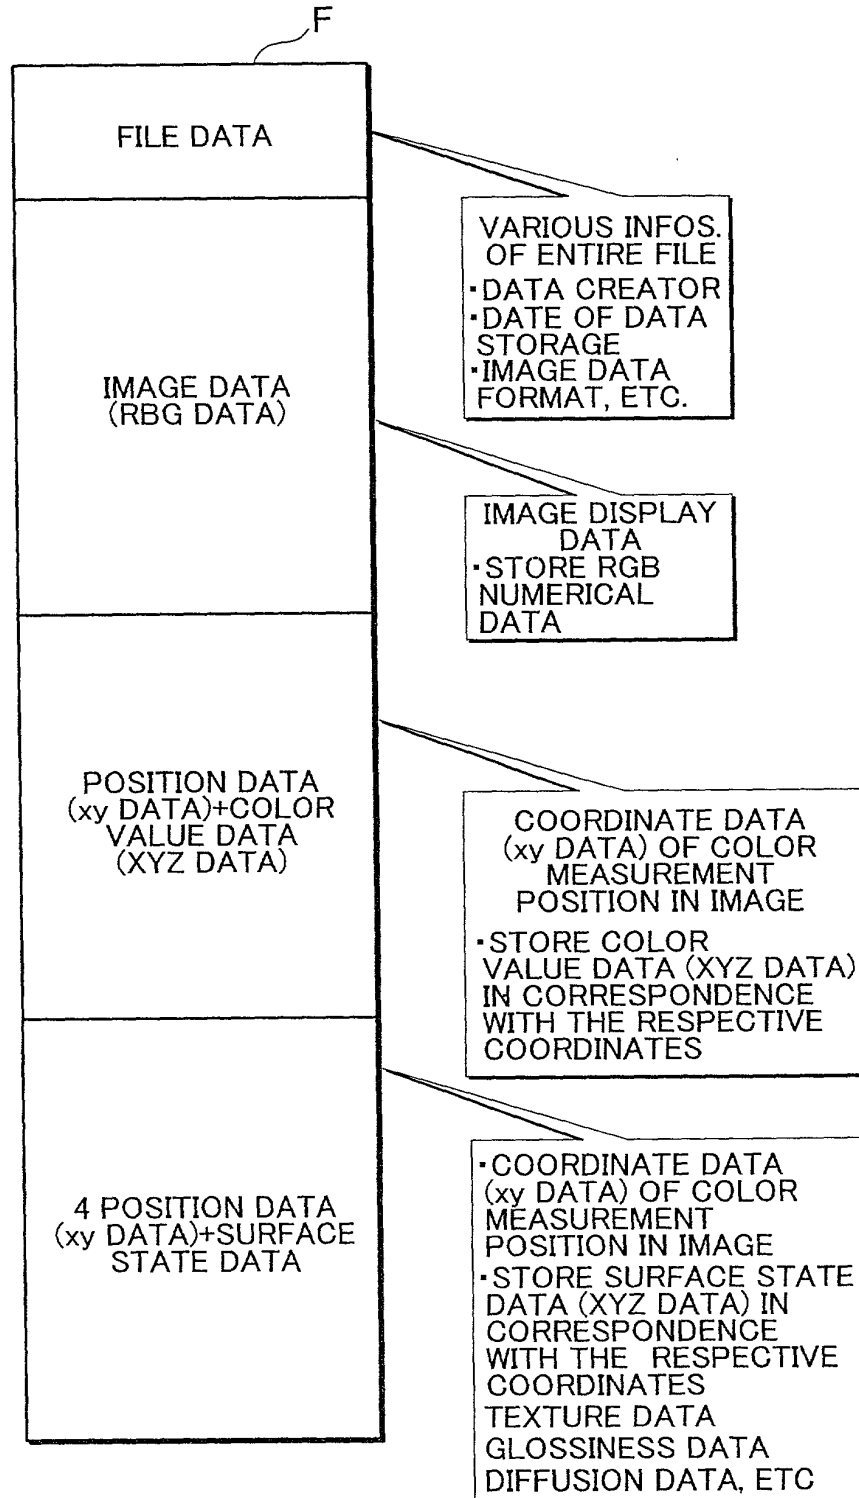 F
FILE DATA
VARIOUS INFOS.
OF ENTIRE FILE
·DATA CREATOR
·DATE OF DATA
STORAGE
·IMAGE DATA
FORMAT, ETC.
IMAGE DATA
(RBG DATA)
IMAGE DISPLAY
DATA
·STORE RGB
NUMERICAL
DATA
POSITION DATA
(xy DATA)+COLOR
VALUE DATA
(XYZ DATA)
COORDINATE DATA
(xy DATA) OF COLOR
MEASUREMENT
POSITION IN IMAGE
·STORE COLOR
VALUE DATA (XYZ DATA)
IN CORRESPONDENCE
WITH THE RESPECTIVE
COORDINATES
4 POSITION DATA
(xy DATA)+SURFACE
STATE DATA
·COORDINATE DATA
(xy DATA) OF COLOR
MEASUREMENT
POSITION IN IMAGE
·STORE SURFACE STATE
DATA (XYZ DATA) IN
CORRESPONDENCE
WITH THE RESPECTIVE
COORDINATES
TEXTURE DATA
GLOSSINESS DATA
DIFFUSION DATA, ETC